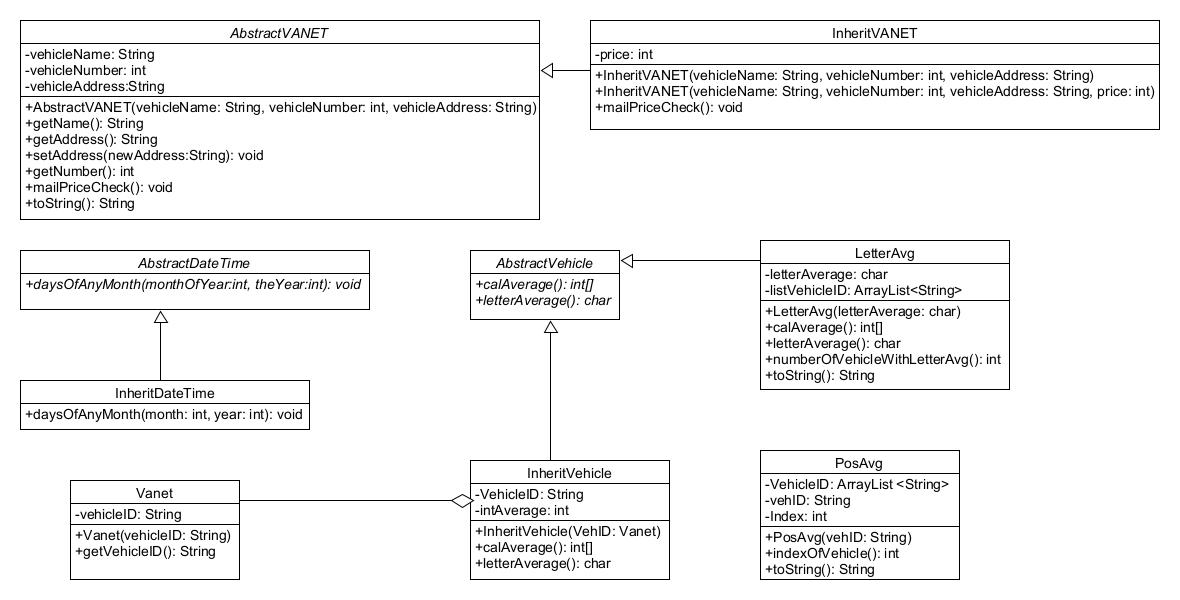 AbstractVANET
-vehicleName: String
-vehicleNumber: int
-vehicleAddress:String
+AbstractVANET(vehicleName: String, vehicleNumber: int, vehicleAddress: String)
+getName(): String
+getAddress(): String
+setAddress(newAddress:String): void
+getNumber(): int
+mailPriceCheck(): void
+toString(): String
InheritVANET
-price: int
+InheritVANET(vehicleName: String, vehicleNumber: int, vehicleAddress: String)
+InheritVANET(vehicleName: String, vehicleNumber: int, vehicleAddress: String, price: int)
+mailPriceCheck(): void
AbstractDateTime
+daysOfAnyMonth(monthOfYear:int, theYear:int): void
AbstractVehicle
+calAverage(): int[]
+letterAverage(): char
LetterAvg
-letterAverage: char
-listVehicleID: ArrayList<String>
+LetterAvg(letterAverage: char)
+calAverage(): int[]
+letterAverage(): char
+numberOfVehicleWithLetterAvg(): int
+toString(): String
InheritDateTime
+daysOfAnyMonth(month: int, year: int): void
Vanet
-vehicleID: String
+Vanet(vehicleID: String)
+getVehicleID(): String
InheritVehicle
-VehicleID: String
-intAverage: int
+InheritVehicle(VehID: Vanet)
+calAverage(): int[]
+letterAverage(): char
PosAvg
-VehicleID: ArrayList <String>
-vehID: String
-Index: int
+PosAvg(vehID: String)
+indexOfVehicle(): int
+toString(): String